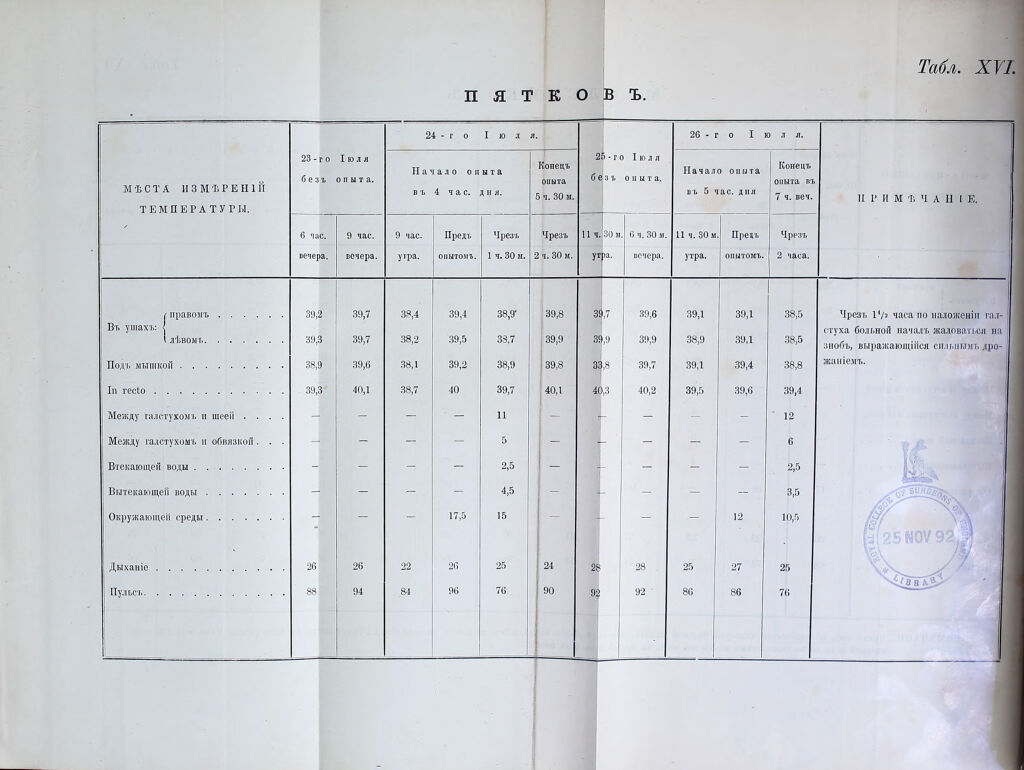 Табл. XVI.
ПЯТКОВЪ.
МѢСТА ИЗМѢРЕНІЙ
ТЕМПЕРАТУРЫ.
23-го Іюля
безъ опыта.
24-го Іюля.
Начало опыта
въ 4 час. дня.
Конецъ
опыта
5 ч. 30 м.
25-го Іюля
безъ опыта.
26-го Іюля.
Начало опыта
въ 5 час. дня
Конецъ
опыта въ
7 ч. веч.
ПРИМѢЧАНІЕ.
6 час. 9 час. 9 час. Предъ Чрезъ Чрезъ 11 ч. 30 м. 6 ч. 30 м. 11 ч. 30 м. Предъ Чрезъ
вечера. вечера. утра. опытомъ. 1 ч. 30 м. 2 ч. 30 м. утра. вечера. утра. опытомъ. 2 часа.
Въ ушахъ:
правомъ . . . . . . 39,2 39,7 38,4 39,4 38,9 39,8 39,7 39,6 39,1 39,1 38,5
лѣвомъ. . . . . . . 39,3 39,7 38,2 39,5 38,7 39,9 39,9 39,9 38,9 39,1 38,5
Подъ мышкой . . . . . . . . . 38,9 39,6 38,1 39,2 38,9 39,8 33,8 39,7 39,1 39,4 38,8
In recto . . . . . . . . . . . 39,3 40,1 38,7 40 39,7 40,1 40,3 40,2 39,5 39,6 39,4
Между галстухомъ и шеей . . . . — — — — 11 — — — — — 12
Между галстухомъ и обвязкой. . . — — — — 5 — — — — — 6
Втекающей воды . . . . . . . . — — — — 2,5 — — — — — 2,5
Вытекающей воды . . . . . . . — — — — 4,5 — — — — — 3,5
Окружающей среды. . . . . . . — — — 17,5 15 — — — — 12 10,5
Дыханіе . . . . . . . . . . . 26 26 22 26 25 24 28 28 25 27 25
Пульсъ. . . . . . . . . . . . 88 94 84 96 76 90 92 92 86 86 76
Чрезъ 1¹/₂ часа по наложеніи гал-
стуха больной началъ жаловаться на
знобъ, выражающійся сильнымъ дро-
жаніемъ.
ROYAL COLLEGE OF SURGEONS OF
25 NOV 92
LIBRARY